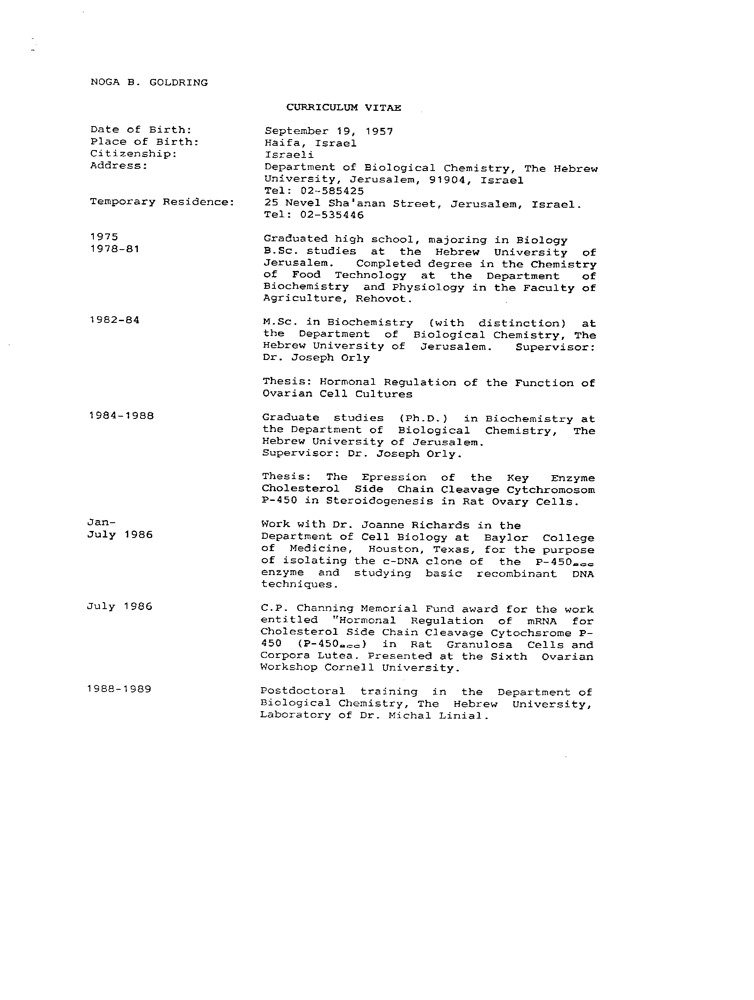 NOGA B. GOLDRING
CURRICULUM VITAE
Date of Birth: September 19, 1957
Place of Birth: Haifa, Israel
Citizenship: Israeli
Address: Department of Biological Chemistry, The Hebrew
University, Jerusalem, 91904, Israel
Tel: 02-585425
Temporary Residence: 25 Nevel Sha'anan Street, Jerusalem, Israel.
Tel: 02-535446
1975 Graduated high school, majoring in Biology
1978-81 B.Sc. studies at the Hebrew University of
Jerusalem. Completed degree in the Chemistry
of Food Technology at the Department of
Biochemistry and Physiology in the Faculty of
Agriculture, Rehovot.
1982-84 M.Sc. in Biochemistry (with distinction) at
the Department of Biological Chemistry, The
Hebrew University of Jerusalem. Supervisor:
Dr. Joseph Orly
Thesis: Hormonal Regulation of the Function of
Ovarian Cell Cultures
1984-1988 Graduate studies (Ph.D.) in Biochemistry at
the Department of Biological Chemistry, The
Hebrew University of Jerusalem.
Supervisor: Dr. Joseph Orly.
Thesis: The Epression of the Key Enzyme
Cholesterol Side Chain Cleavage Cytchromosom
P-450 in Steroidogenesis in Rat Ovary Cells.
Jan- Work with Dr. Joanne Richards in the
July 1986 Department of Cell Biology at Baylor College
of Medicine, Houston, Texas, for the purpose
of isolating the c-DNA clone of the P-450scc
enzyme and studying basic recombinant DNA
techniques.
July 1986 C.P. Channing Memorial Fund award for the work
entitled "Hormonal Regulation of mRNA for
Cholesterol Side Chain Cleavage Cytochsrome P-
450 (P-450scc) in Rat Granulosa Cells and
Corpora Lutea. Presented at the Sixth Ovarian
Workshop Cornell University.
1988-1989 Postdoctoral training in the Department of
Biological Chemistry, The Hebrew University,
Laboratory of Dr. Michal Linial.